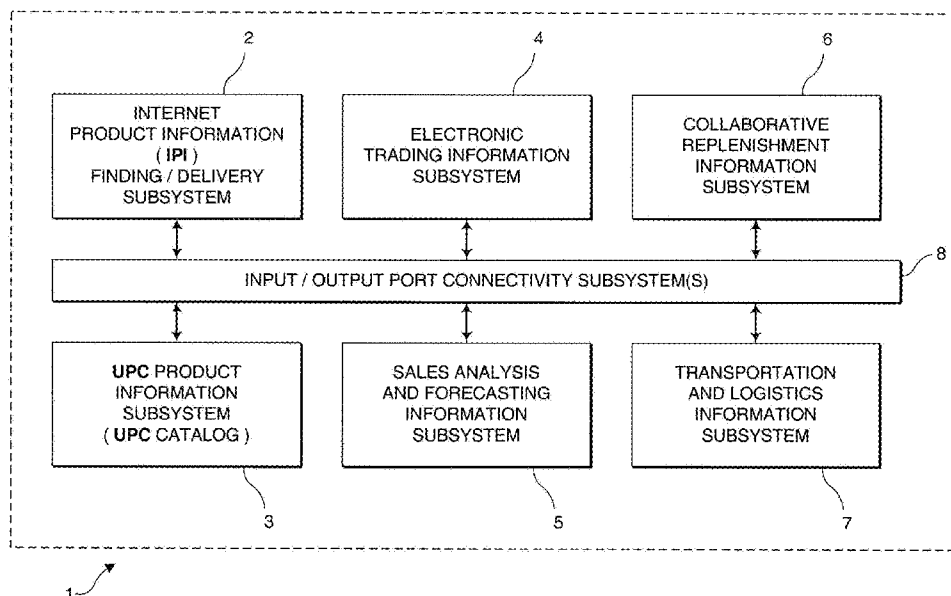 2
4
6
INTERNET
PRODUCT INFORMATION
( IPI )
FINDING / DELIVERY
SUBSYSTEM
ELECTRONIC
TRADING INFORMATION
SUBSYSTEM
COLLABORATIVE
REPLENISHMENT
INFORMATION
SUBSYSTEM
INPUT / OUTPUT PORT CONNECTIVITY SUBSYSTEM(S)
8
UPC PRODUCT
INFORMATION
SUBSYSTEM
( UPC CATALOG )
SALES ANALYSIS
AND FORECASTING
INFORMATION
SUBSYSTEM
TRANSPORTATION
AND LOGISTICS
INFORMATION
SUBSYSTEM
3
5
7
1